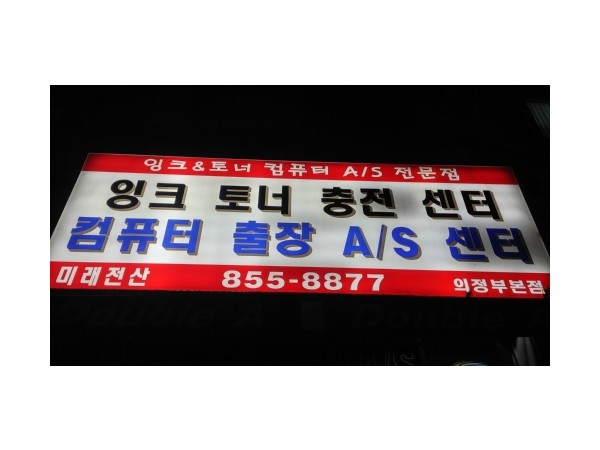 잉크&토너 컴퓨터 A/S 전문점
잉크 토너 충전 센터
컴퓨터 출장 A/S 센터
미래전산 855-8877 의정부본점
Double A